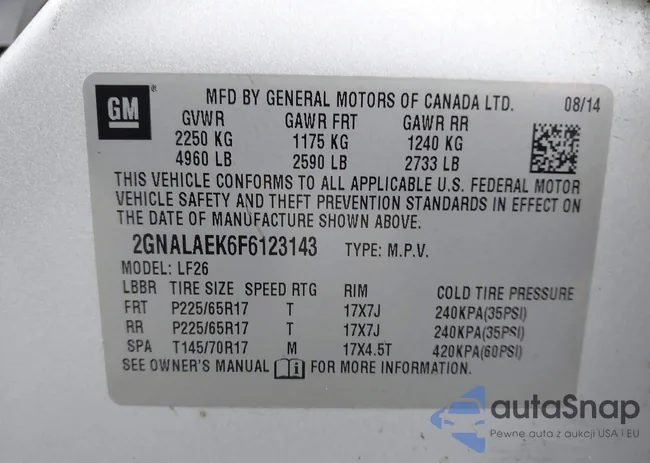 GM
MFD BY GENERAL MOTORS OF CANADA LTD. 08/14
GVWR GAWR FRT GAWR RR
2250 KG 1175 KG 1240 KG
4960 LB 2590 LB 2733 LB
THIS VEHICLE CONFORMS TO ALL APPLICABLE U.S. FEDERAL MOTOR
VEHICLE SAFETY AND THEFT PREVENTION STANDARDS IN EFFECT ON
THE DATE OF MANUFACTURE SHOWN ABOVE.
2GNALAEK6F6123143 TYPE: M.P.V.
MODEL: LF26
LBBR TIRE SIZE SPEED RTG RIM COLD TIRE PRESSURE
FRT P225/65R17 T 17X7J 240KPA(35PSI)
RR P225/65R17 T 17X7J 240KPA(35PSI)
SPA T145/70R17 M 17X4.5T 420KPA(60PSI)
SEE OWNER'S MANUAL i FOR MORE INFORMATION.
autaSnap
Pewne auta z aukcji USA i EU